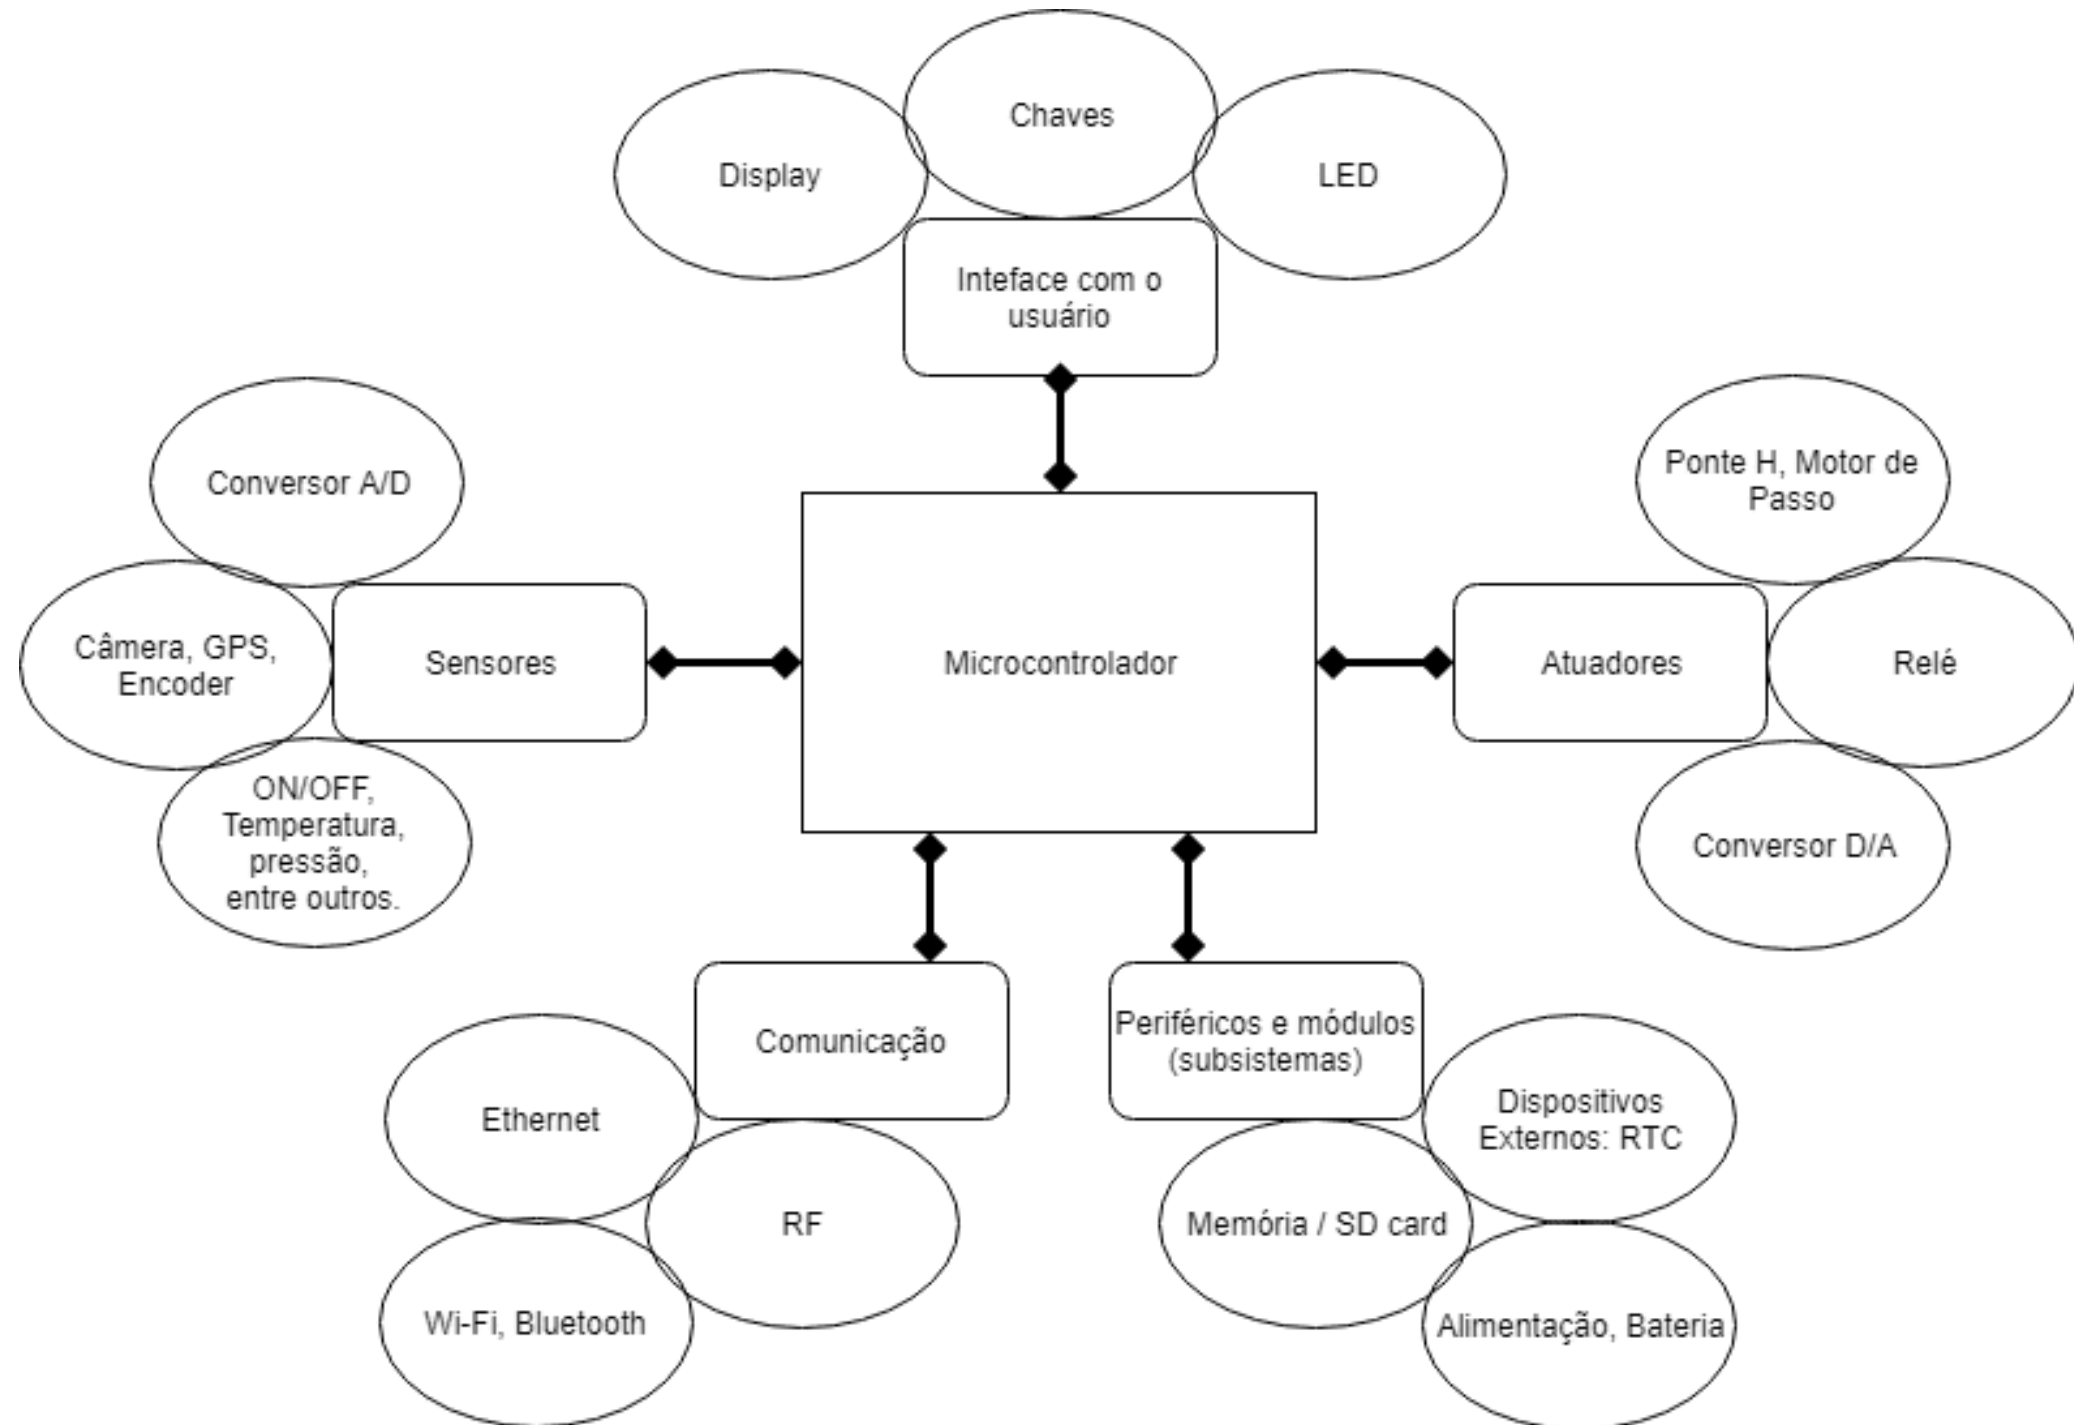 Chaves
Display
LED
Inteface com o
usuário
Conversor A/D
Câmera, GPS,
Encoder
ON/OFF,
Temperatura,
pressão,
entre outros.
Sensores
Microcontrolador
Atuadores
Ponte H, Motor de
Passo
Relé
Conversor D/A
Comunicação
Ethernet
RF
Wi-Fi, Bluetooth
Periféricos e módulos
(subsistemas)
Dispositivos
Externos: RTC
Memória / SD card
Alimentação, Bateria